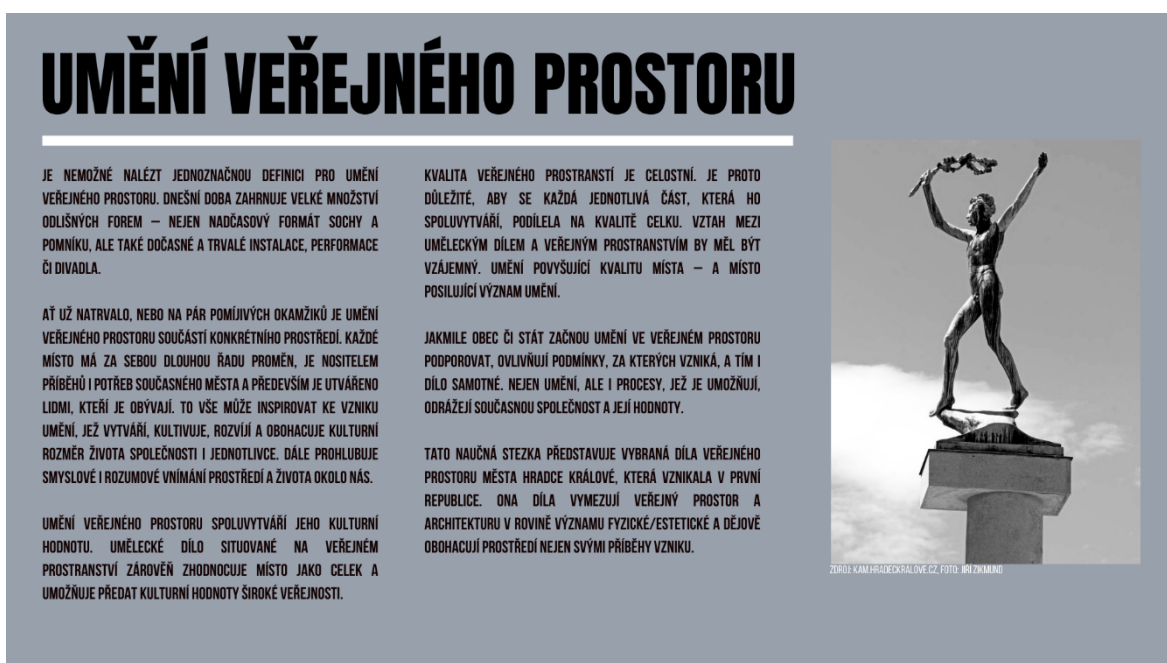 UMĚNÍ VEŘEJNÉHO PROSTORU
JE NEMOŽNÉ NALÉZT JEDNOZNAČNOU DEFINICI PRO UMĚNÍ
VEŘEJNÉHO PROSTORU. DNEŠNÍ DOBA ZAHRNUJE VELKÉ MNOŽSTVÍ
ODLIŠNÝCH FOREM – NEJEN NADČASOVÝ FORMÁT SOCHY A
POMNÍKU, ALE TAKÉ DOČASNÉ A TRVALÉ INSTALACE, PERFORMACE
ČI DIVADLA.
AŤ UŽ NATRVALO, NEBO NA PÁR POMÍJIVÝCH OKAMŽIKŮ JE UMĚNÍ
VEŘEJNÉHO PROSTORU SOUČÁSTÍ KONKRÉTNÍHO PROSTŘEDÍ. KAŽDÉ
MÍSTO MÁ ZA SEBOU DLOUHOU ŘADU PROMĚN, JE NOSITELEM
PŘÍBĚHŮ I POTŘEB SOUČASNÉHO MĚSTA A PŘEDEVŠÍM JE UTVÁŘENO
LIDMI, KTEŘÍ JE OBÝVAJÍ. TO VŠE MŮŽE INSPIROVAT KE VZNIKU
UMĚNÍ, JEŽ VYTVÁŘÍ, KULTIVUJE, ROZVÍJÍ A OBOHACUJE KULTURNÍ
ROZMĚR ŽIVOTA SPOLEČNOSTI I JEDNOTLIVCE. DÁLE PROHLUBUJE
SMYSLOVÉ I ROZUMOVÉ VNÍMÁNÍ PROSTŘEDÍ A ŽIVOTA OKOLO NÁS.
UMĚNÍ VEŘEJNÉHO PROSTORU SPOLUVYTVÁŘÍ JEHO KULTURNÍ
HODNOTU. UMĚLECKÉ DÍLO SITUOVANÉ NA VEŘEJNÉM
PROSTRANSTVÍ ZÁROVĚŇ ZHODNOCUJE MÍSTO JAKO CELEK A
UMOŽŇUJE PŘEDAT KULTURNÍ HODNOTY ŠIROKÉ VEŘEJNOSTI.
KVALITA VEŘEJNÉHO PROSTRANSTÍ JE CELOSTNÍ. JE PROTO
DŮLEŽITÉ, ABY SE KAŽDÁ JEDNOTLIVÁ ČÁST, KTERÁ HO
SPOLUVYTVÁŘÍ, PODÍLELA NA KVALITĚ CELKU. VZTAH MEZI
UMĚLECKÝM DÍLEM A VEŘEJNÝM PROSTRANSTVÍM BY MĚL BÝT
VZÁJEMNÝ. UMĚNÍ POVYŠUJÍCÍ KVALITU MÍSTA – A MÍSTO
POSILUJÍCÍ VÝZNAM UMĚNÍ.
JAKMILE OBEC ČI STÁT ZAČNOU UMĚNÍ VE VEŘEJNÉM PROSTORU
PODPOROVAT, OVLIVŇUJÍ PODMÍNKY, ZA KTERÝCH VZNIKÁ, A TÍM I
DÍLO SAMOTNÉ. NEJEN UMĚNÍ, ALE I PROCESY, JEŽ JE UMOŽŇUJÍ,
ODRÁŽEJÍ SOUČASNOU SPOLEČNOST A JEJÍ HODNOTY.
TATO NAUČNÁ STEZKA PŘEDSTAVUJE VYBRANÁ DÍLA VEŘEJNÉHO
PROSTORU MĚSTA HRADCE KRÁLOVÉ, KTERÁ VZNIKALA V PRVNÍ
REPUBLICE. ONA DÍLA VYMEZUJÍ VEŘEJNÝ PROSTOR A
ARCHITEKTURU V ROVINĚ VÝZNAMU FYZICKÉ/ESTETICKÉ A DĚJOVĚ
OBOHACUJÍ PROSTŘEDÍ NEJEN SVÝMI PŘÍBĚHY VZNIKU.
ZDROJ: KAM.HRADECKRALOVE.CZ, FOTO: JIŘÍ ZIKMUND